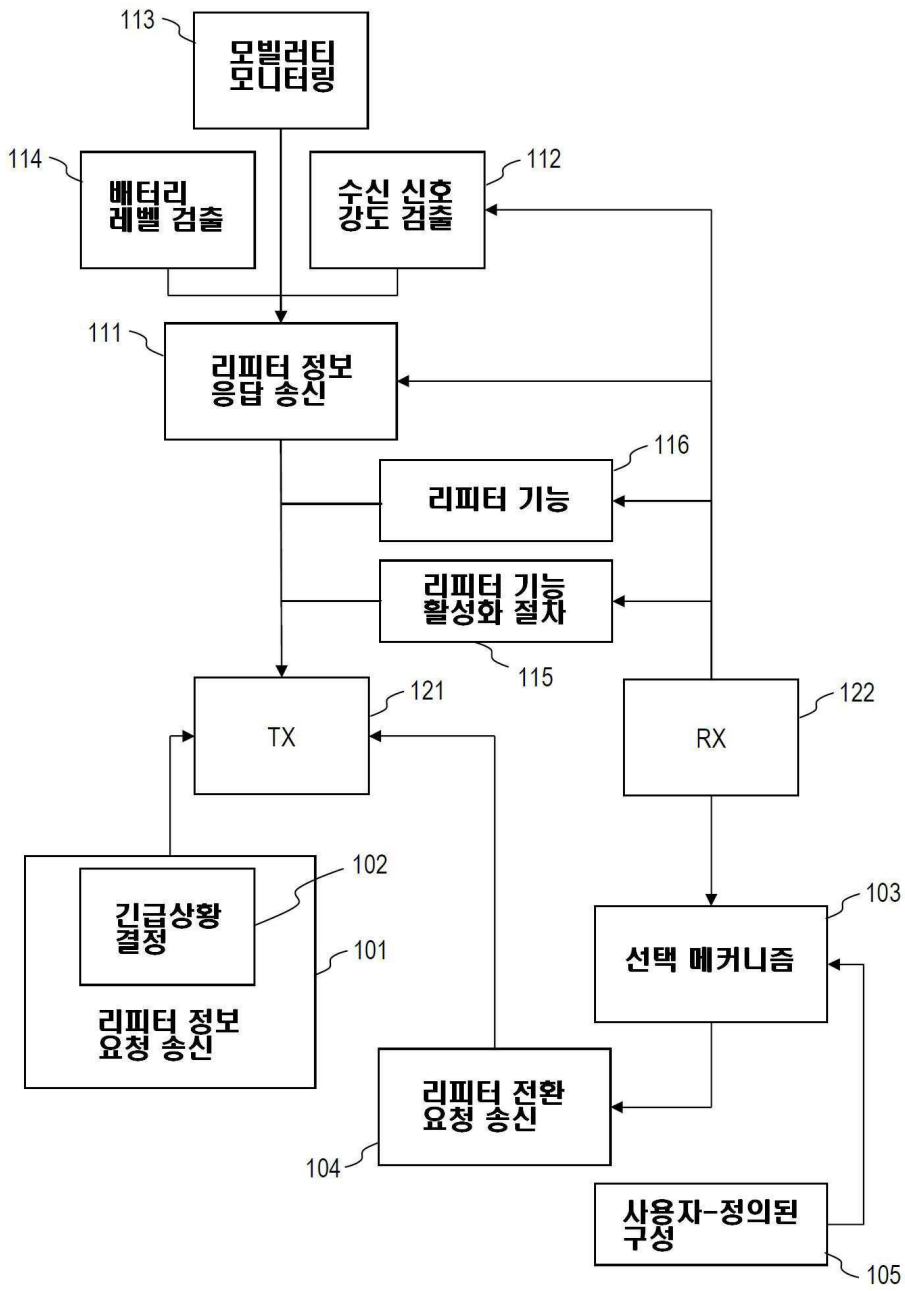 113
모빌러티
모니터링
114
배터리
레벨 검출
112
수신 신호
강도 검출
111
리피터 정보
응답 송신
116
리피터 기능
리피터 기능
활성화 절차
115
121
TX
122
RX
102
긴급상황
결정
101
리피터 정보
요청 송신
103
선택 메커니즘
리피터 전환
요청 송신
104
사용자-정의된
구성
105